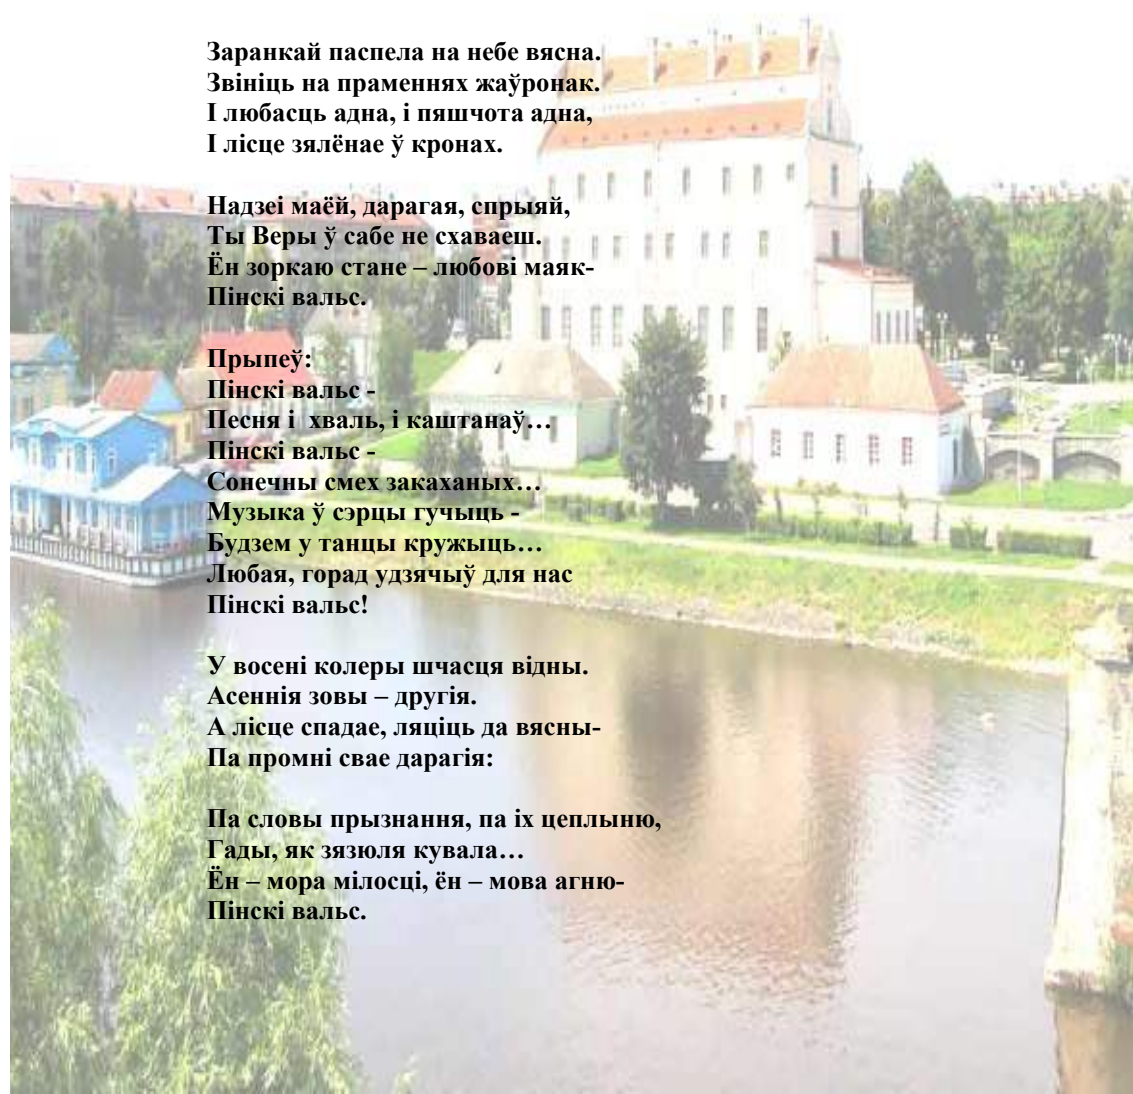 Заранкай паспела на небе вясна.
Звініць на праменнях жаўронак.
І любасць адна, і пяшчота адна,
І лісце зялёнае ў кронах.
Надзеі маёй, дарагая, спрыяй,
Ты Веры ў сабе не схаваеш.
Ён зоркаю стане – любові маяк-
Пінскі вальс.
Прыпеў:
Пінскі вальс -
Песня і  хваль, і каштанаў…
Пінскі вальс -
Сонечны смех закаханых…
Музыка ў сэрцы гучыць -
Будзем у танцы кружыць…
Любая, горад удзячыў для нас
Пінскі вальс!
У восені колеры шчасця відны.
Асеннія зовы – другія.
А лісце спадае, ляціць да вясны-
Па промні свае дарагія:
Па словы прызнання, па іх цеплыню,
Гады, як зязюля кувала…
Ён – мора мілосці, ён – мова агню-
Пінскі вальс.